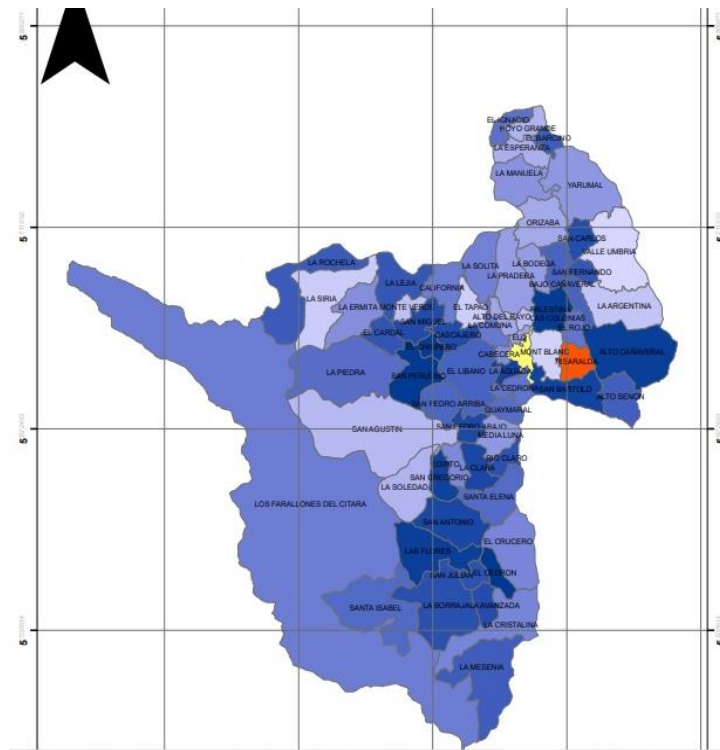 EL IGNACIO
HOYO GRANDE
EL BARCINO
LA ESPERANZA
LA MANUELA
YARUMAL
ORIZABA
SAN CARLOS
VALLE UMBRIA
LA ROCHELA
LA SOLITA
LA BODEGA
LA PRADERA
SAN FERNANDO
LA LEJIA
CALIFORNIA
BAJO CAÑAVERAL
LA SIRIA
LA ERMITA
MONTE VERDE
EL TAPAO
PALESTINA
LA ARGENTINA
ALTO DEL RAYO
LAS COLONIAS
SAN MIGUEL
LA COMUNA
EL ROJO
EL CARDAL
CASCAJERO
EL CHISPERO
CABECERA
MONT BLANC
ALTO CAÑAVERAL
RISARALDA
LA PIEDRA
SAN PERUCHO
EL LIBANO
LA AGUADA
LA CEDRONA
SAN BARTOLO
ALTO SENON
SAN PEDRO ARRIBA
GUAYMARAL
SAN AGUSTIN
SAN PEDRO ABAJO
MEDIA LUNA
RIO CLARO
EGIPTO
LA CLARA
SAN GREGORIO
LA SOLEDAD
SANTA ELENA
LOS FARALLONES DEL CITARA
SAN ANTONIO
EL CRUCERO
LAS FLORES
SAN JULIAN
EL CEDRON
SANTA ISABEL
LA BORRAJA
LA AVANZADA
LA CRISTALINA
LA MESENIA